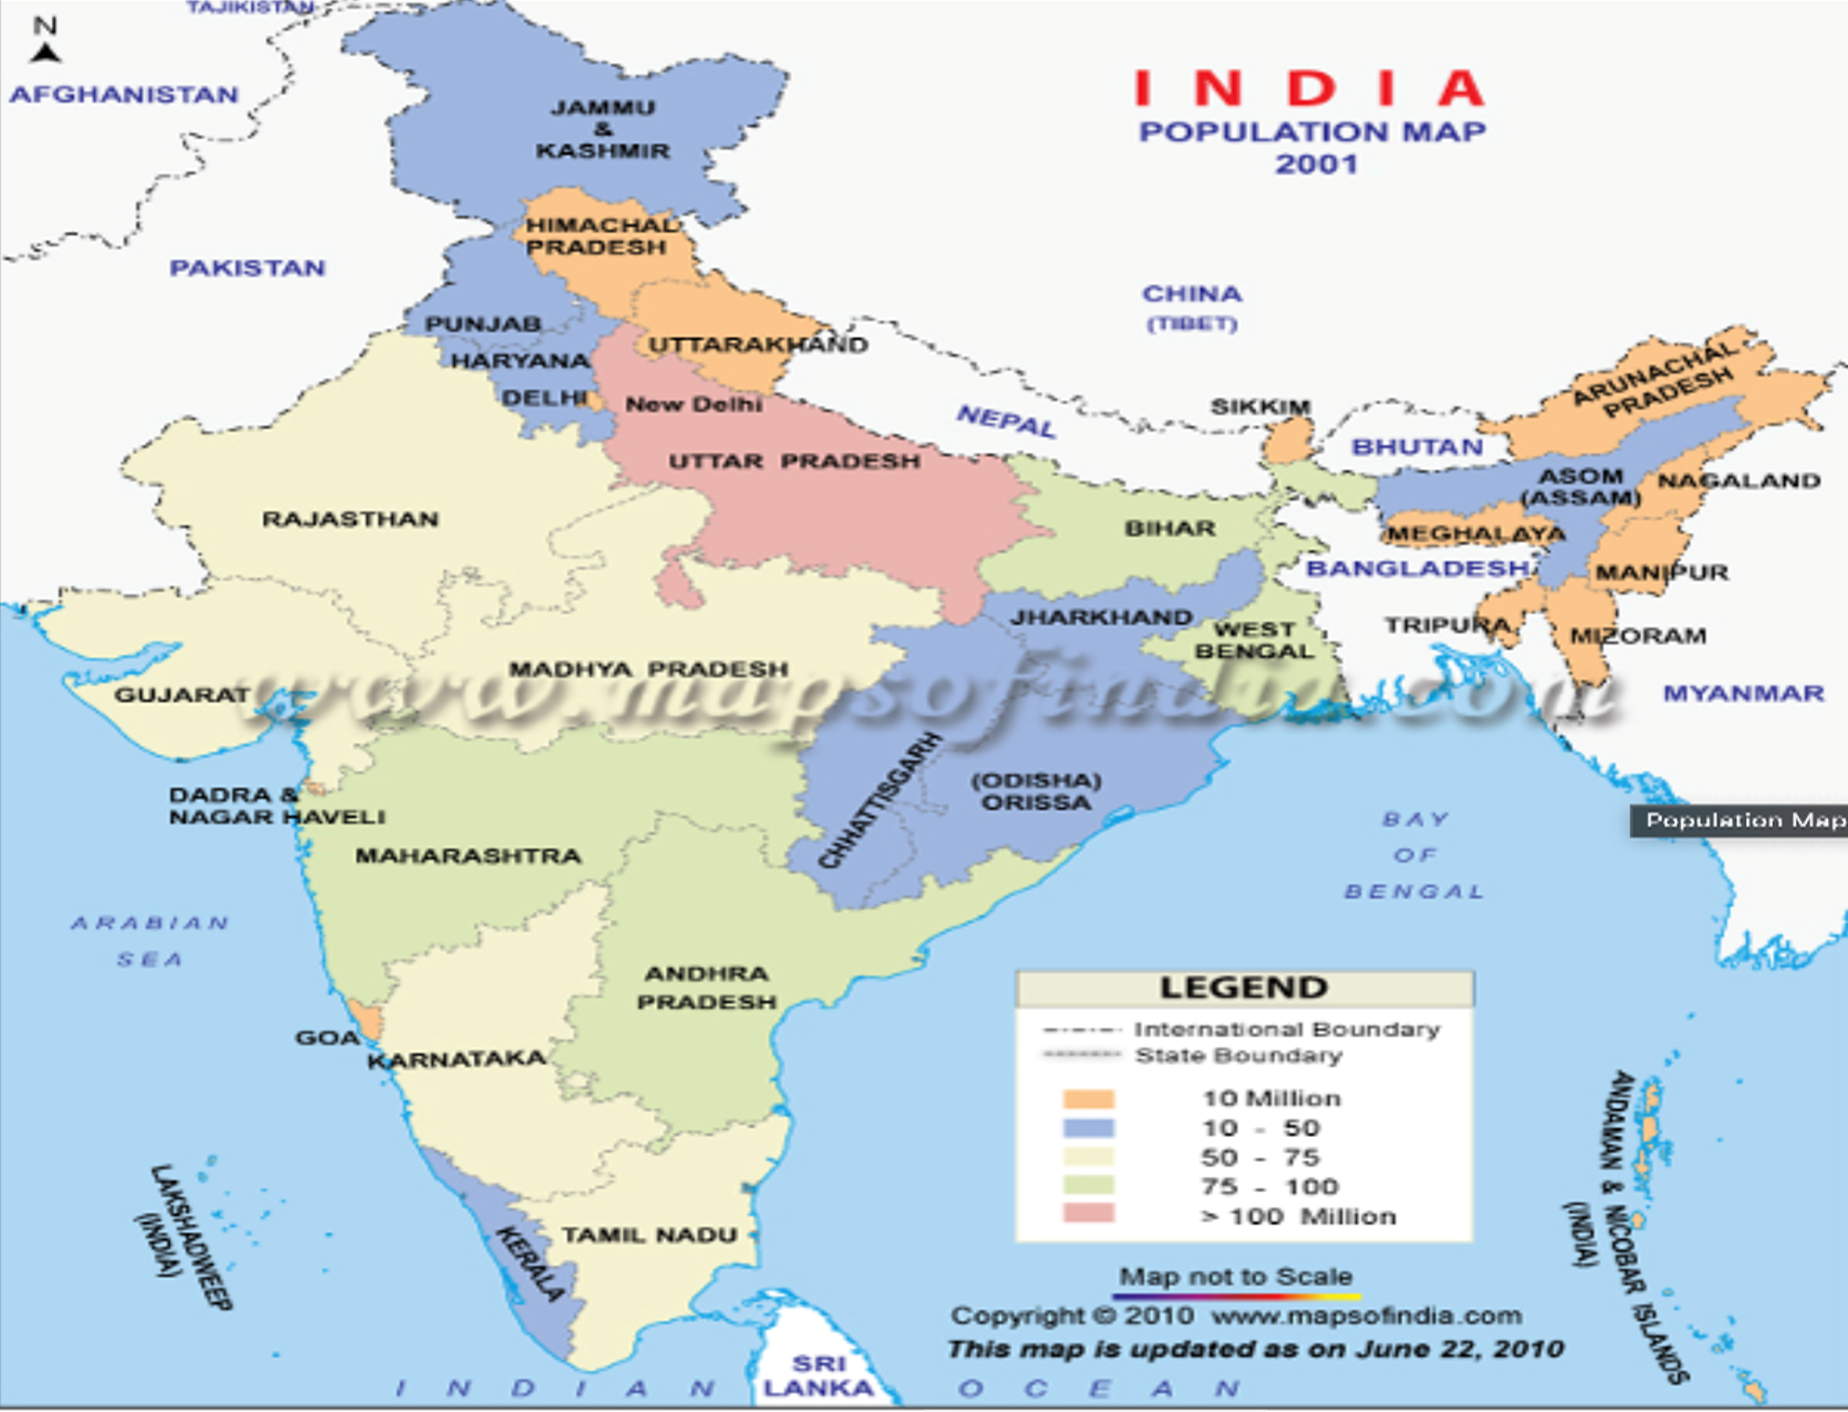 TAJIKISTAN
N
AFGHANISTAN
I N D I A
POPULATION MAP
2001
JAMMU
&
KASHMIR
HIMACHAL
PRADESH
PAKISTAN
CHINA
(TIBET)
PUNJAB
UTTARAKHAND
HARYANA
DELHI
New Delhi
NEPAL
SIKKIM
BHUTAN
ARUNACHAL
PRADESH
UTTAR PRADESH
ASOM
(ASSAM)
NAGALAND
RAJASTHAN
BIHAR
MEGHALAYA
BANGLADESH
MANIPUR
JHARKHAND
TRIPURA
MIZORAM
WEST
BENGAL
MADHYA PRADESH
GUJARAT
www.mapsofindia.com
MYANMAR
CHHATTISGARH
(ODISHA)
ORISSA
DADRA &
NAGAR HAVELI
MAHARASHTRA
BAY
OF
BENGAL
Population Map
ARABIAN
SEA
ANDHRA
PRADESH
GOA
KARNATAKA
LEGEND
International Boundary
State Boundary
10 Million
10 - 50
50 - 75
75 - 100
> 100 Million
LAKSHADWEEP
(INDIA)
KERALA
TAMIL NADU
ANDAMAN & NICOBAR ISLANDS
(INDIA)
Map not to Scale
Copyright © 2010 www.mapsofindia.com
This map is updated as on June 22, 2010
SRI
LANKA
I N D I A N O C E A N